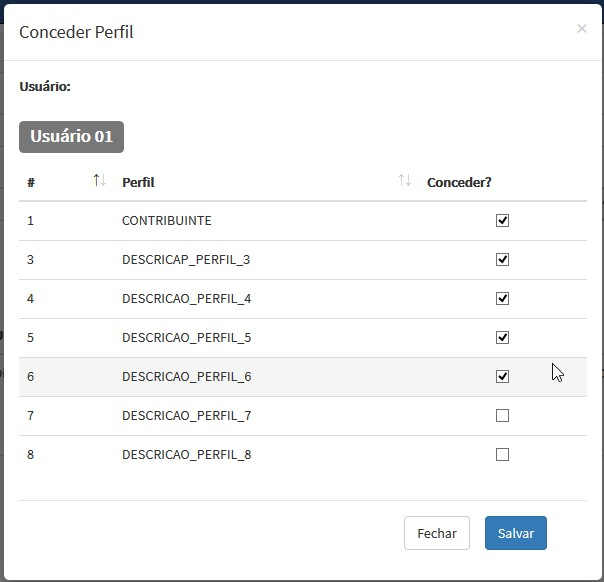 Conceder Perfil ×
Usuário:
Usuário 01
# Perfil Conceder?
1 CONTRIBUINTE
3 DESCRICAP_PERFIL_3
4 DESCRICAO_PERFIL_4
5 DESCRICAO_PERFIL_5
6 DESCRICAO_PERFIL_6
7 DESCRICAO_PERFIL_7
8 DESCRICAO_PERFIL_8
Fechar Salvar